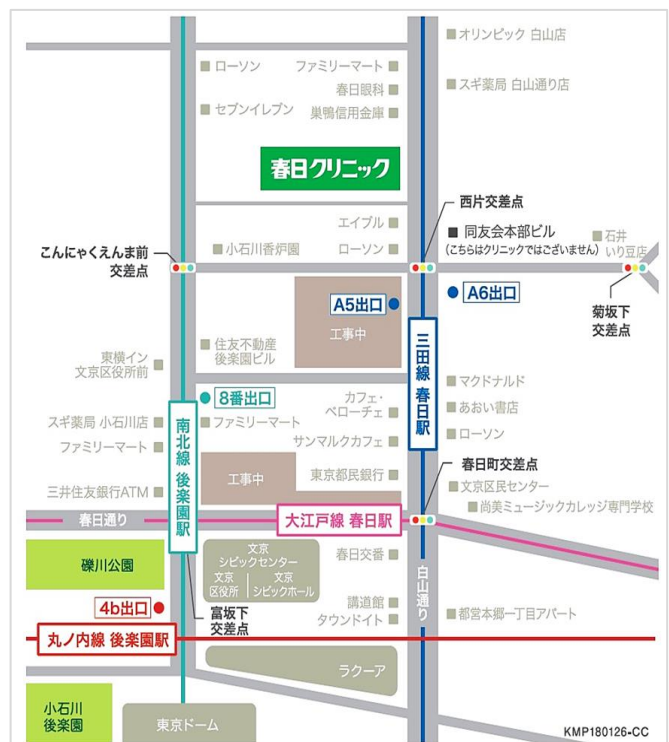 オリンピック 白山店
ローソン
ファミリーマート
春日眼科
スギ薬局 白山通り店
セブンイレブン
巣鴨信用金庫
春日クリニック
西片交差点
エイブル
同友会本部ビル
(こちらはクリニックではございません)
石井
いり豆店
こんにゃくえんま前
交差点
小石川香炉園
ローソン
A5出口
A6出口
菊坂下
交差点
工事中
住友不動産
後楽園ビル
三田線 春日駅
東横イン
文京区役所前
マクドナルド
8番出口
カフェ・
ベローチェ
あおい書店
スギ薬局 小石川店
ファミリーマート
ローソン
ファミリーマート
サンマルクカフェ
南北線 後楽園駅
春日町交差点
工事中
東京都民銀行
文京区民センター
三井住友銀行ATM
尚美ミュージックカレッジ専門学校
春日通り
大江戸線 春日駅
礫川公園
文京
シビックセンター
文京
区役所
文京
シビックホール
春日交番
白山通り
4b出口
富坂下
交差点
講道館
タウンドイト
都営本郷一丁目アパート
丸ノ内線 後楽園駅
ラクーア
小石川
後楽園
東京ドーム
KMP180126-CC